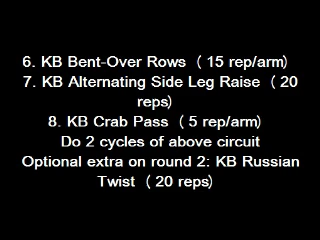 6. KB Bent-Over Rows  ( 15 rep/arm)
7. KB Alternating Side Leg Raise  ( 20
reps)
8. KB Crab Pass  ( 5 rep/arm)
Do 2 cycles of above circuit
Optional extra on round 2: KB Russian
Twist  ( 20 reps)